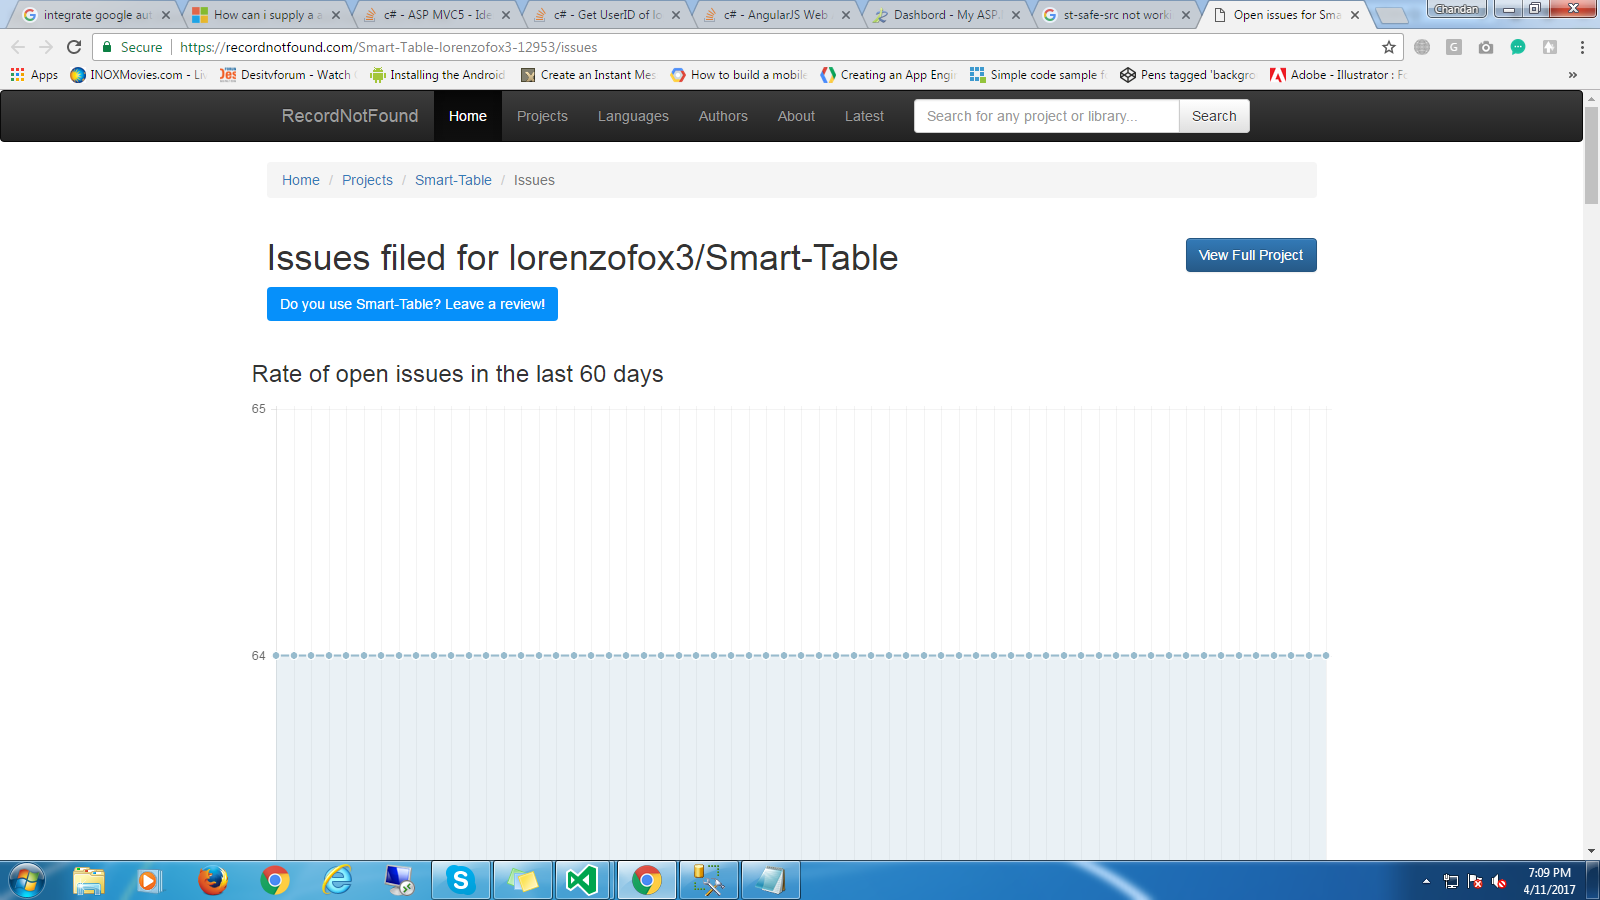 integrate google aut
How can i supply a a
c# - ASP MVC5 - Ide
c# - Get UserID of lo
c# - AngularJS Web
Dashbord - My ASP.
st-safe-src not worki
Open issues for Sma
Chandan
Secure
https://recordnotfound.com/Smart-Table-lorenzofox3-12953/issues
Apps
INOXMovies.com - Li
Desitvforum - Watch
Installing the Android
Create an Instant Mes
How to build a mobile
Creating an App Engi
Simple code sample f
Pens tagged 'backgro
Adobe - Illustrator : Fo
»
RecordNotFound
Home
Projects
Languages
Authors
About
Latest
Search for any project or library...
Search
Home / Projects / Smart-Table / Issues
Issues filed for lorenzofox3/Smart-Table
View Full Project
Do you use Smart-Table? Leave a review!
Rate of open issues in the last 60 days
65
64
7:09 PM
4/11/2017